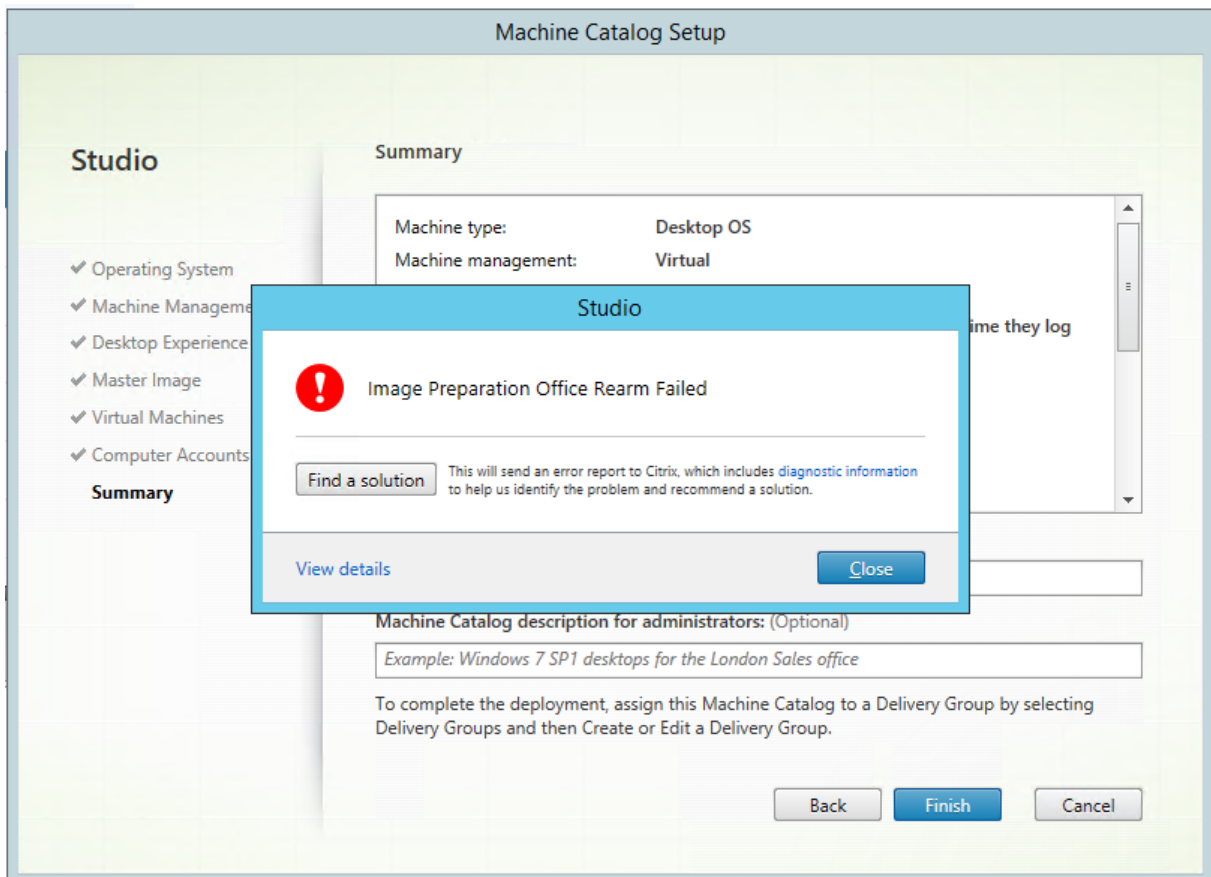 Machine Catalog Setup
Studio
Operating System
Machine Manageme
Desktop Experience
Master Image
Virtual Machines
Computer Accounts
Summary
Summary
Machine type: Desktop OS
Machine management: Virtual
ime they log
Studio
Image Preparation Office Rearm Failed
Find a solution
This will send an error report to Citrix, which includes diagnostic information
to help us identify the problem and recommend a solution.
View details
Close
Machine Catalog description for administrators: (Optional)
Example: Windows 7 SP1 desktops for the London Sales office
To complete the deployment, assign this Machine Catalog to a Delivery Group by selecting
Delivery Groups and then Create or Edit a Delivery Group.
Back
Finish
Cancel